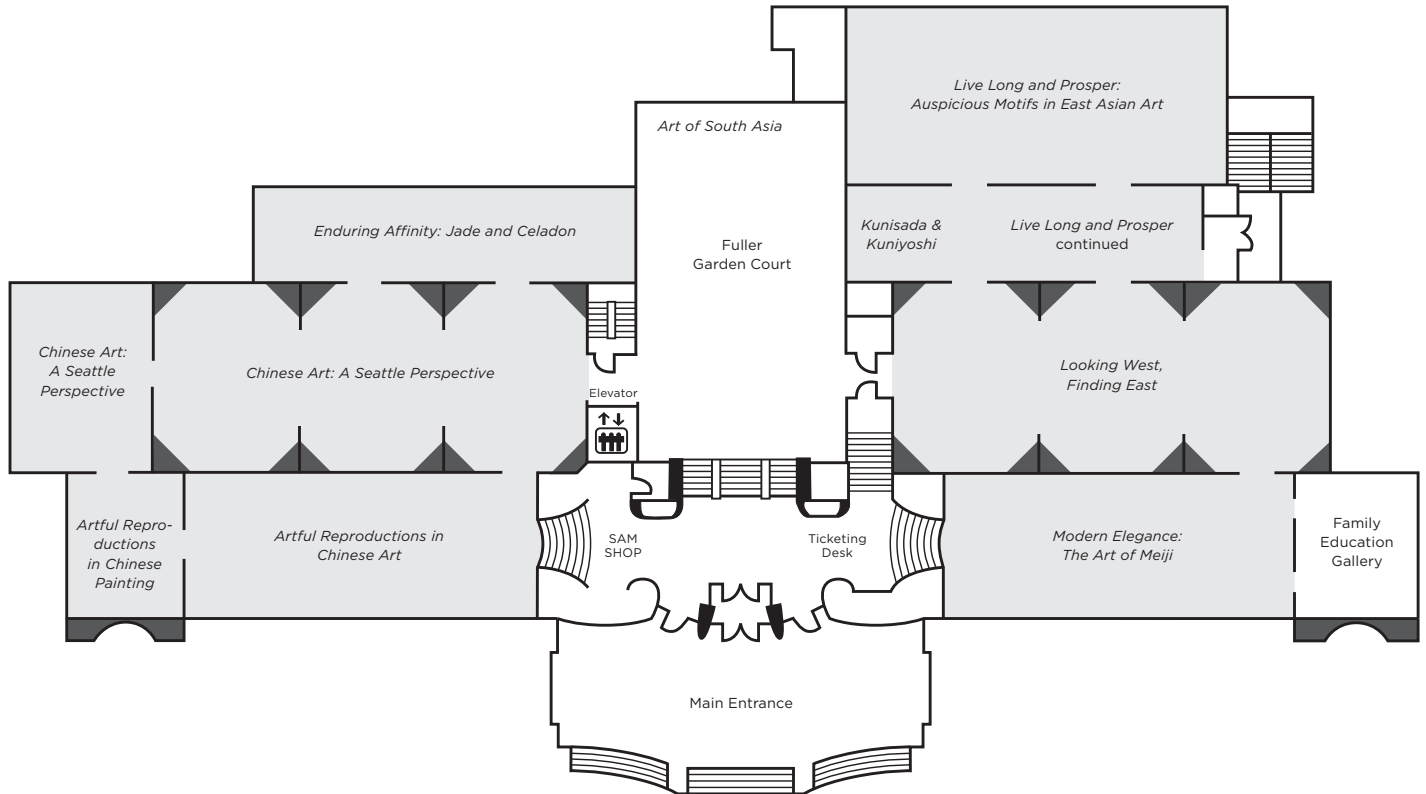 Live Long and Prosper:
Auspicious Motifs in East Asian Art
Art of South Asia
Enduring Affinity: Jade and Celadon
Fuller
Garden Court
Kunisada &
Kuniyoshi
Live Long and Prosper
continued
Chinese Art:
A Seattle
Perspective
Chinese Art: A Seattle Perspective
Elevator
Looking West,
Finding East
Artful Repro-
ductions
in Chinese
Painting
Artful Reproductions in
Chinese Art
SAM
SHOP
Ticketing
Desk
Modern Elegance:
The Art of Meiji
Family
Education
Gallery
Main Entrance